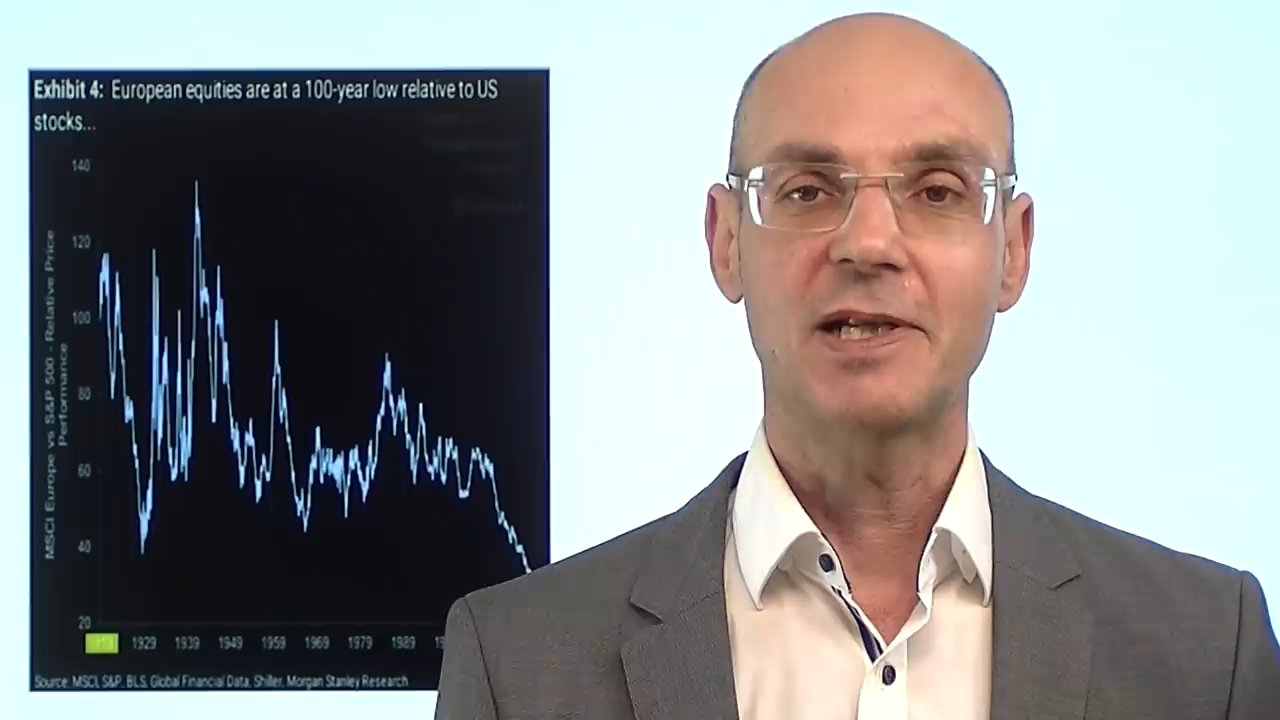 Exhibit 4: European equities are at a 100-year low relative to US
stocks...
MSCI Europe vs S&P 500 - Relative Price
Performance
140
120
100
80
60
40
20
1919 1929 1939 1949 1959 1969 1979 1989
Source: MSCI, S&P, BLS, Global Financial Data, Shiller, Morgan Stanley Research